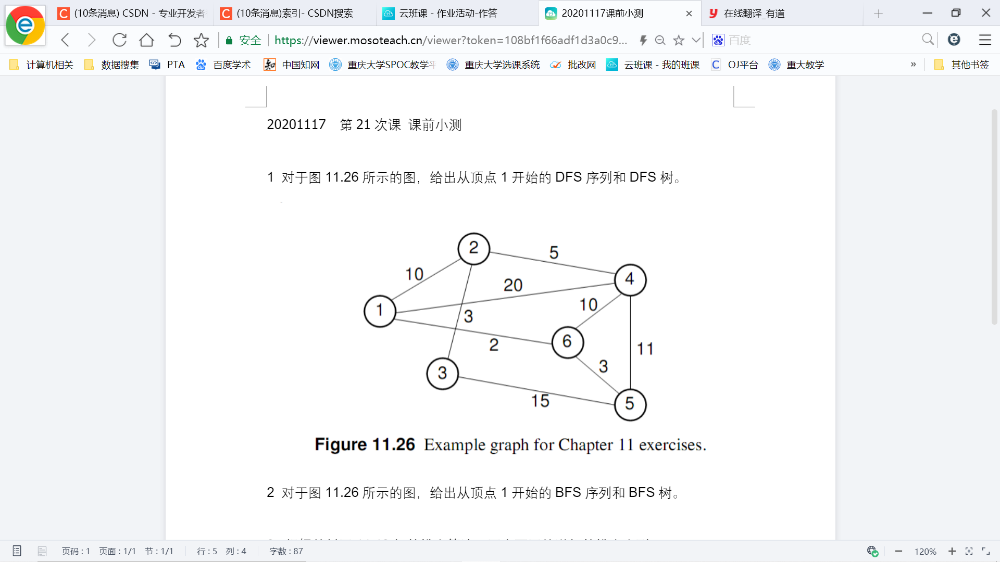 (10条消息) CSDN - 专业开发者
(10条消息)索引- CSDN搜索
云班课 - 作业活动-作答
20201117课前小测
在线翻译_有道
安全
https://viewer.mosoteach.cn/viewer?token=108bf1f66adf1d3a0c9...
百度
计算机相关
数据搜集
PTA
百度学术
中国知网
重庆大学SPOC教学平
重庆大学选课系统
批改网
云班课 - 我的班课
OJ平台
重大教学
»
其他书签
20201117 第 21 次课 课前小测
1 对于图 11.26 所示的图，给出从顶点 1 开始的 DFS 序列和 DFS 树。
2
5
4
10
20
10
1
3
6
2
11
3
3
15
5
Figure 11.26 Example graph for Chapter 11 exercises.
2 对于图 11.26 所示的图，给出从顶点 1 开始的 BFS 序列和 BFS 树。
页码 : 1 页面 : 1/1 节 : 1/1 行 : 5 列 : 4 字数 : 87
120%